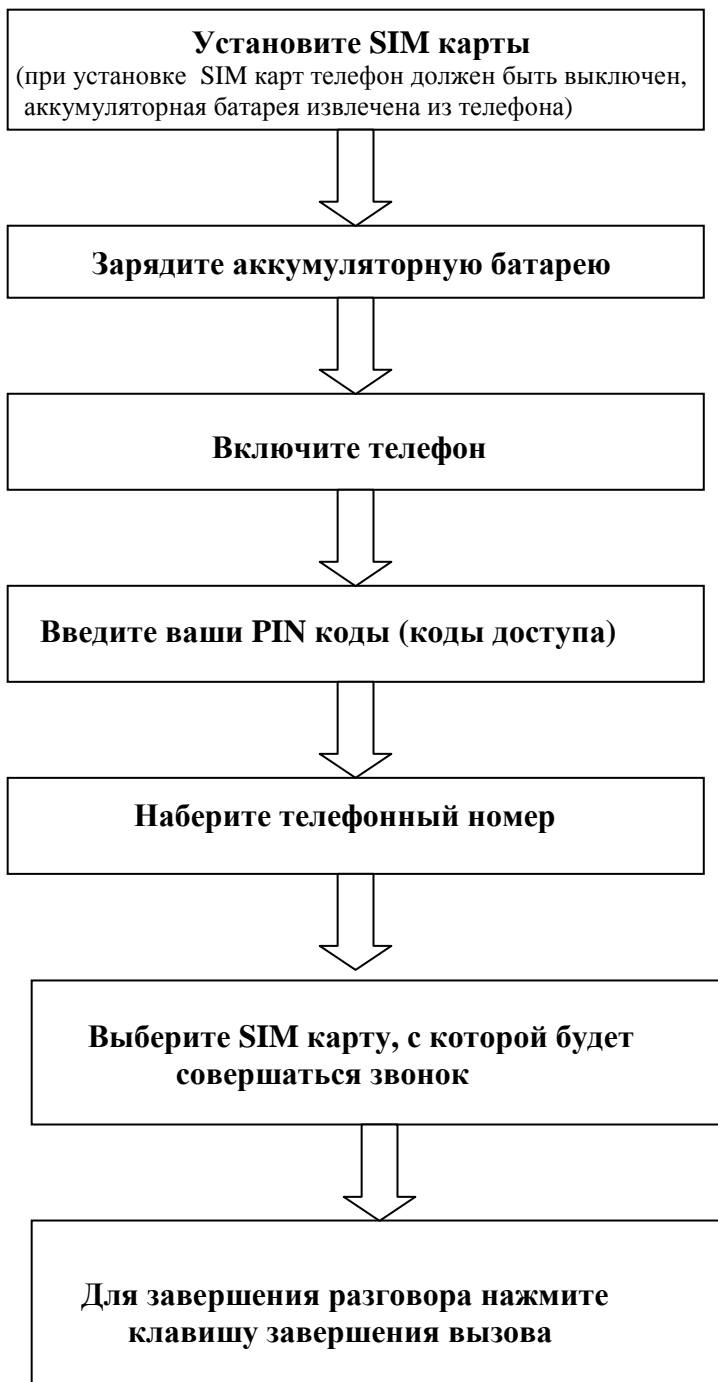 Установите SIM карты
(при установке SIM карт телефон должен быть выключен,
аккумуляторная батарея извлечена из телефона)
Зарядите аккумуляторную батарею
Включите телефон
Введите ваши PIN коды (коды доступа)
Наберите телефонный номер
Выберите SIM карту, с которой будет
совершаться звонок
Для завершения разговора нажмите
клавишу завершения вызова